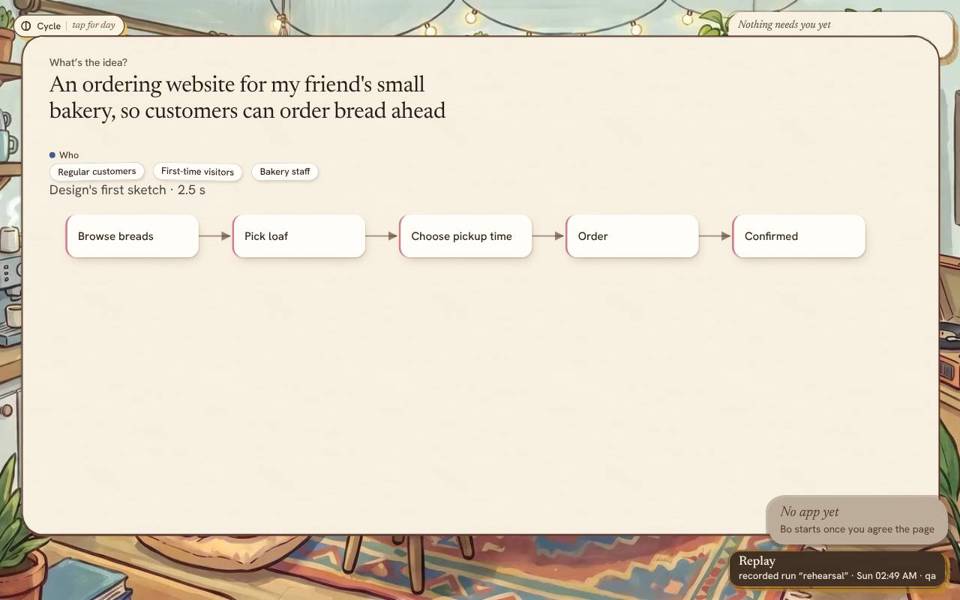 Cycle | tap for day
Nothing needs you yet
What's the idea?
An ordering website for my friend's small
bakery, so customers can order bread ahead
Who
Regular customers
First-time visitors
Bakery staff
Design's first sketch · 2.5 s
Browse breads
Pick loaf
Choose pickup time
Order
Confirmed
No app yet
Bo starts once you agree the page
Replay
recorded run “rehearsal” · Sun 02:49 AM · qa